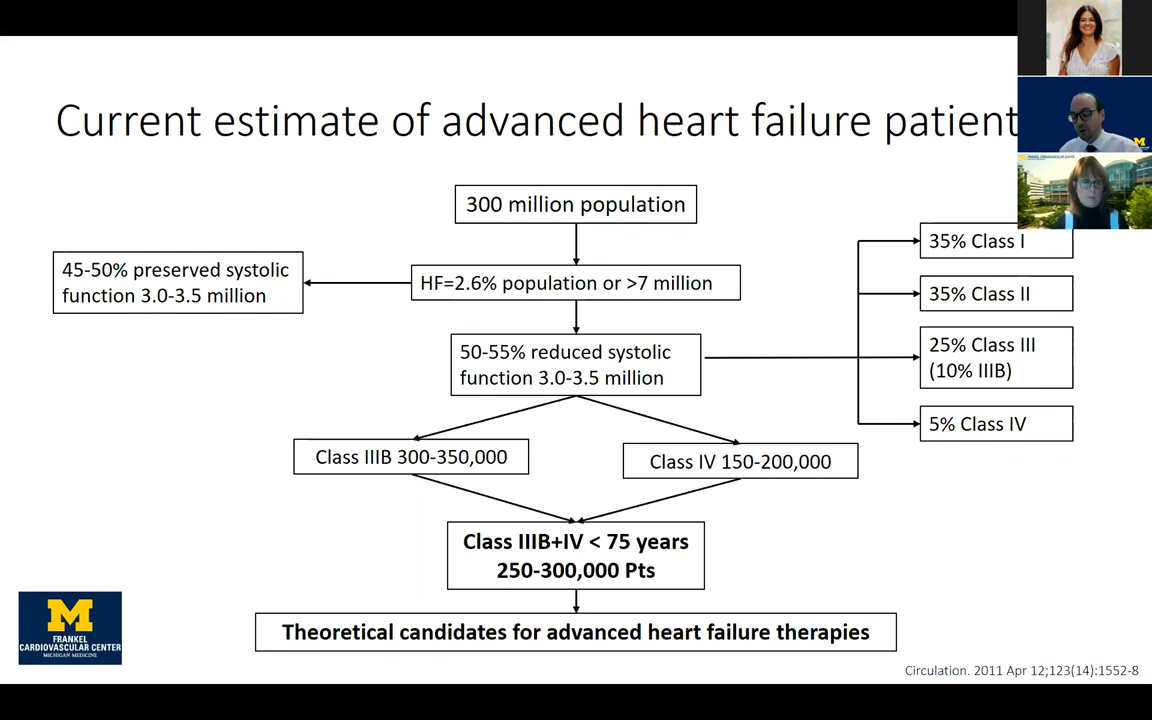 Current estimate of advanced heart failure patient
300 million population
45-50% preserved systolic
function 3.0-3.5 million
HF=2.6% population or >7 million
50-55% reduced systolic
function 3.0-3.5 million
35% Class I
35% Class II
25% Class III
(10% IIIB)
5% Class IV
Class IIIB 300-350,000
Class IV 150-200,000
Class IIIB+IV < 75 years
250-300,000 Pts
Theoretical candidates for advanced heart failure therapies
M
FRANKEL
CARDIOVASCULAR CENTER
MICHIGAN MEDICINE
Circulation. 2011 Apr 12;123(14):1552-8
M
FRANKEL CARDIOVASCULAR CENTER